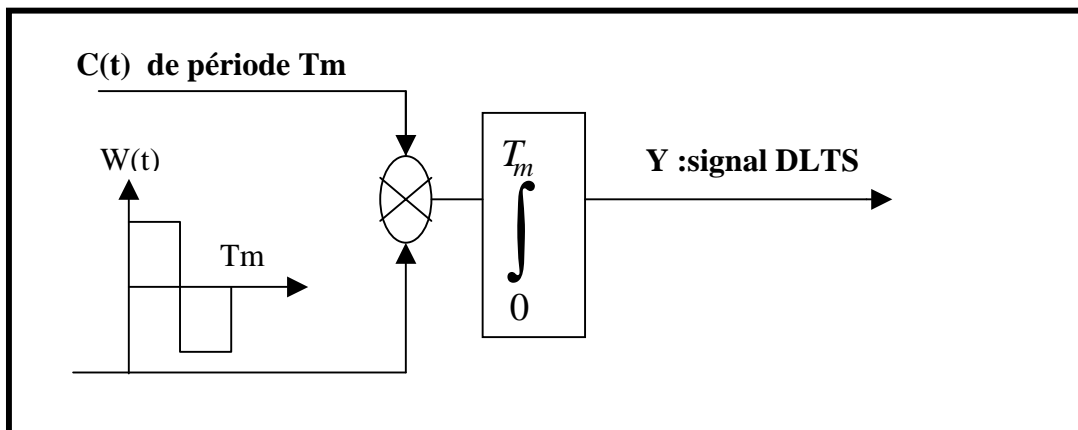 C(t) de période Tm
W(t)
Tm
Tm
∫
0
Y :signal DLTS